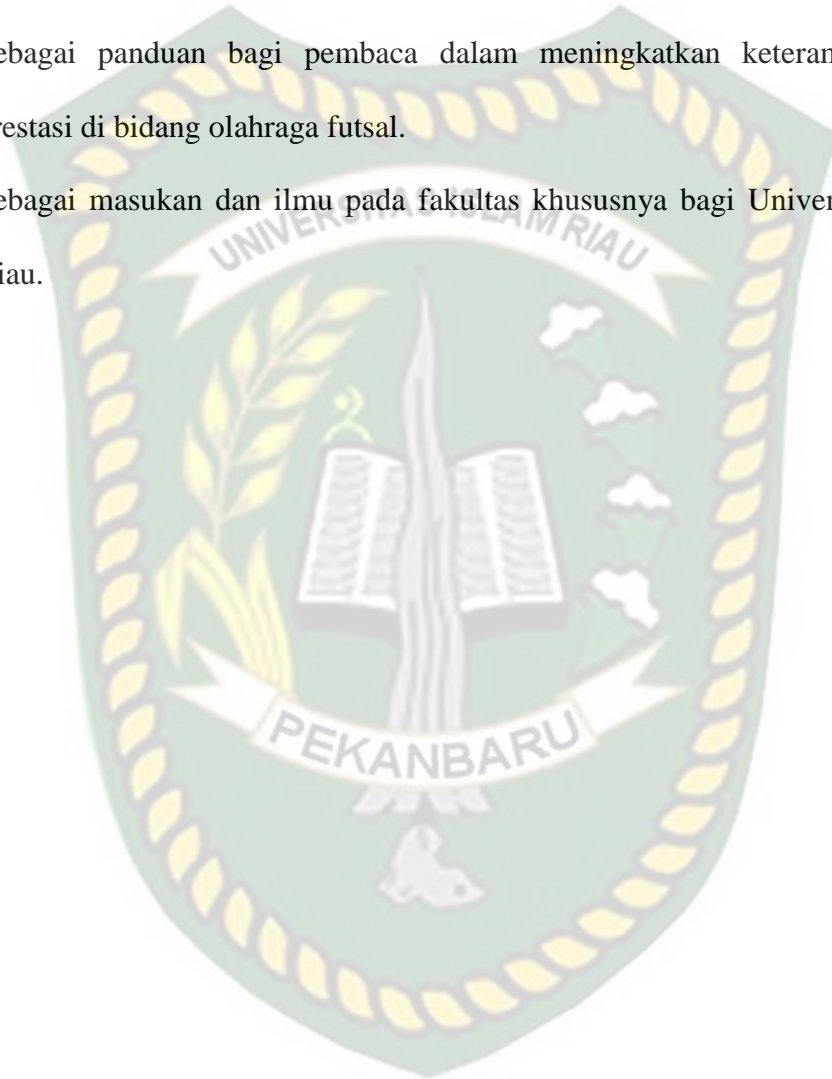 ebagai panduan bagi pembaca dalam meningkatkan keteran
restasi di bidang olahraga futsal.
ebagai masukan dan ilmu pada fakultas khususnya bagi Univer
iau.
UNIVERSITAS ISLAM RIAU
PEKANBARU